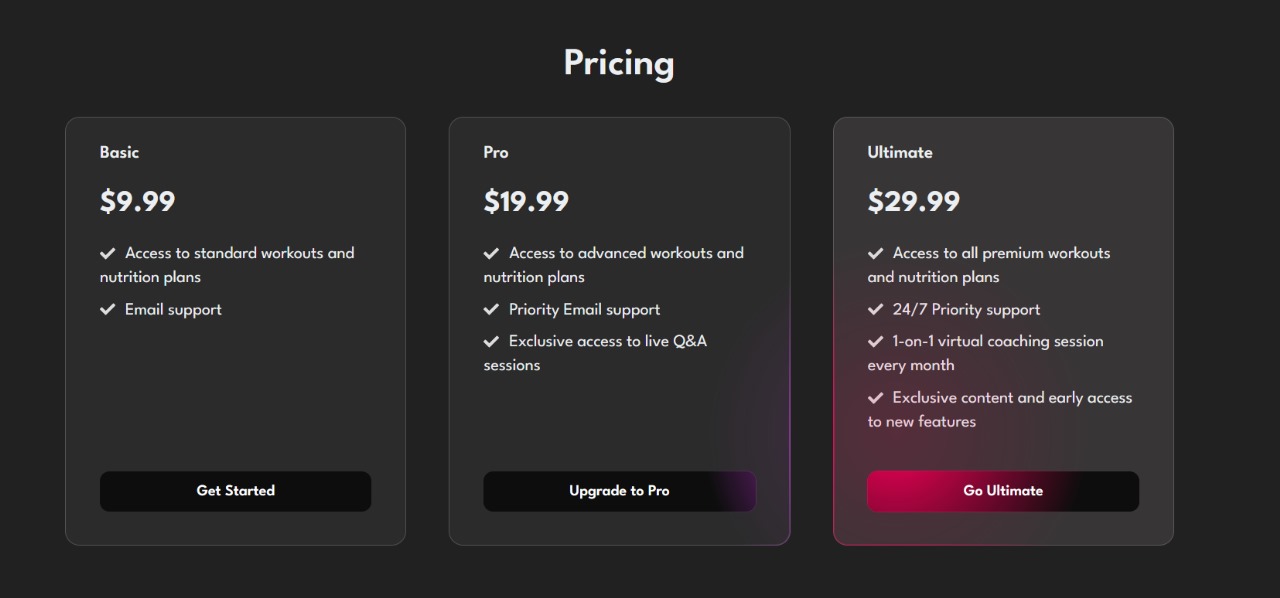 Pricing
Basic
$9.99
Access to standard workouts and
nutrition plans
Email support
Get Started
Pro
$19.99
Access to advanced workouts and
nutrition plans
Priority Email support
Exclusive access to live Q&A
sessions
Upgrade to Pro
Ultimate
$29.99
Access to all premium workouts
and nutrition plans
24/7 Priority support
1-on-1 virtual coaching session
every month
Exclusive content and early access
to new features
Go Ultimate